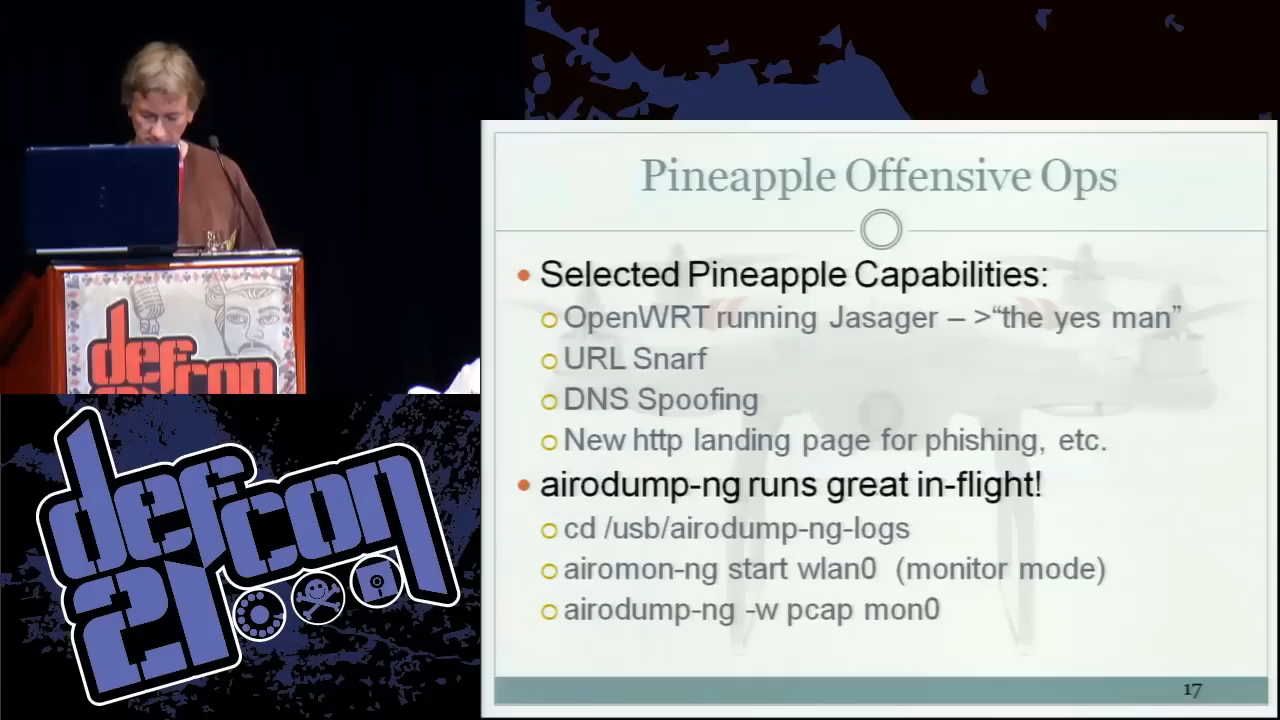 Pineapple Offensive Ops
Selected Pineapple Capabilities:
OpenWRT running Jasager – >“the yes man”
URL Snarf
DNS Spoofing
New http landing page for phishing, etc.
airodump-ng runs great in-flight!
cd /usb/airodump-ng-logs
airomon-ng start wlan0 (monitor mode)
airodump-ng -w pcap mon0
17
defcon
defcon
21